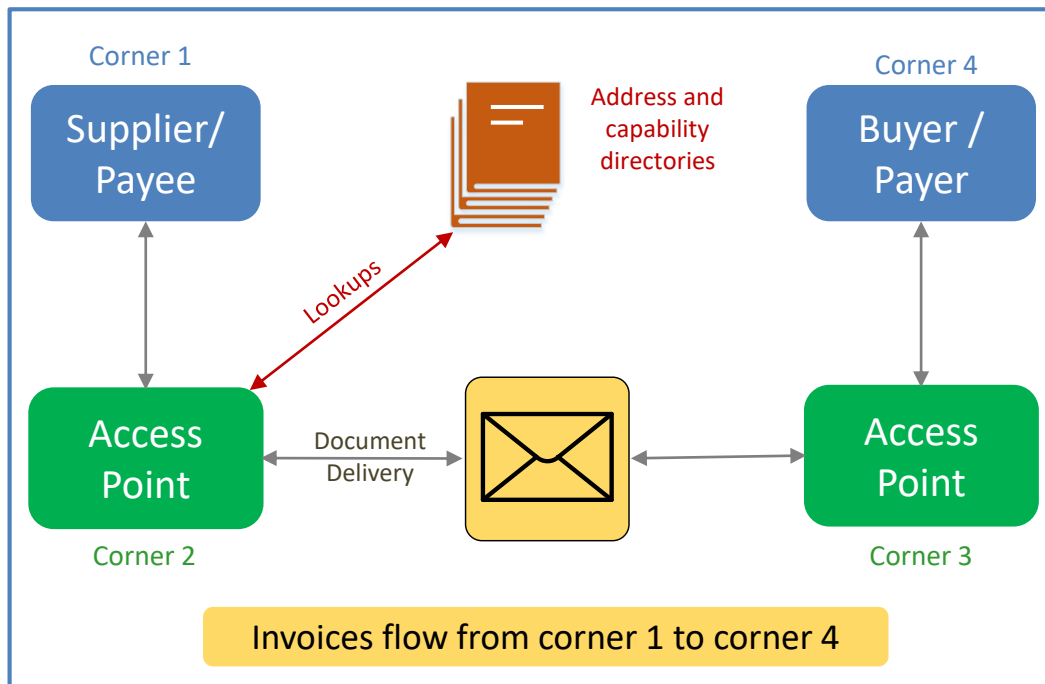 Corner 1
Supplier/
Payee
Address and
capability
directories
Corner 4
Buyer /
Payer
Lookups
Access
Point
Corner 2
Document
Delivery
Access
Point
Corner 3
Invoices flow from corner 1 to corner 4